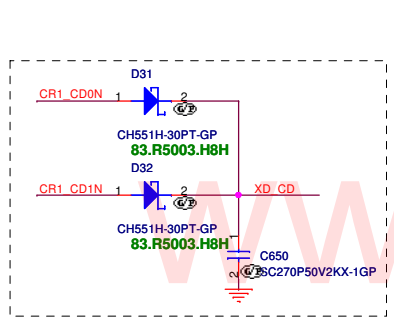 D31
CR1_CD0N
1
2
G/P
CH551H-30PT-GP
83.R5003.H8H
D32
CR1_CD1N
1
2
XD_CD
G/P
CH551H-30PT-GP
83.R5003.H8H
1
C650
2
G/P
SC270P50V2KX-1GP
WW